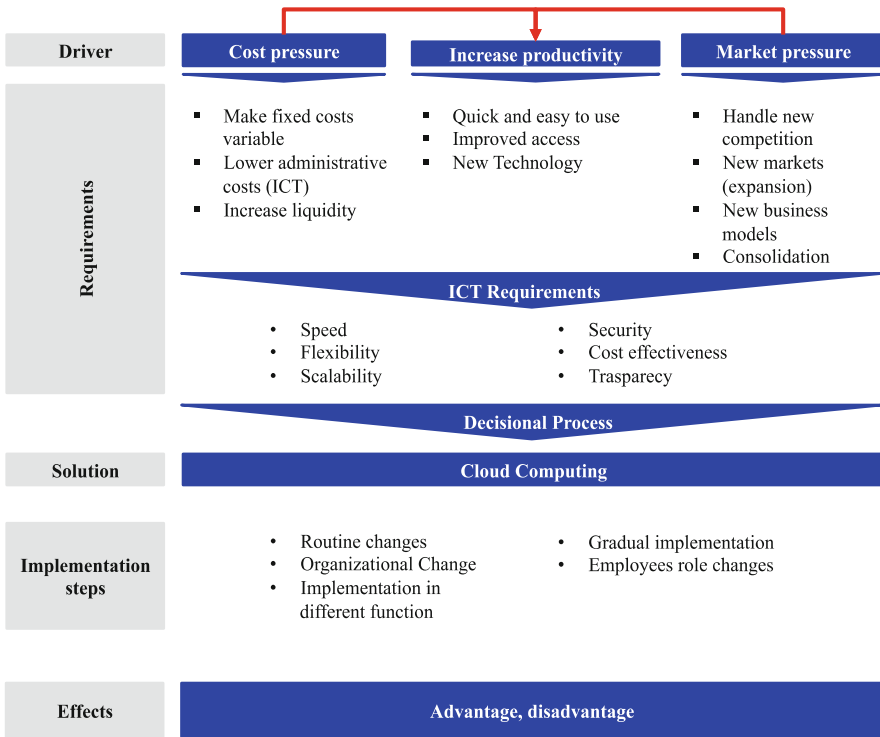 Driver
Cost pressure
Increase productivity
Market pressure
Requirements
Make fixed costs
variable
Lower administrative
costs (ICT)
Increase liquidity
Quick and easy to use
Improved access
New Technology
Handle new
competition
New markets
(expansion)
New business
models
Consolidation
ICT Requirements
Speed
Flexibility
Scalability
Security
Cost effectiveness
Trasparecy
Decisional Process
Solution
Cloud Computing
Implementation
steps
Routine changes
Organizational Change
Implementation in
different function
Gradual implementation
Employees role changes
Effects
Advantage, disadvantage